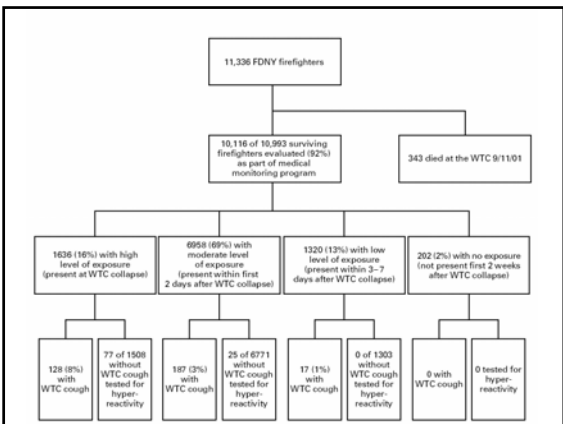 11,336 FDNY firefighters
10,116 of 10,993 surviving
firefighters evaluated (92%)
as part of medical
monitoring program
343 died at the WTC 9/11/01
1636 (16%) with high
level of exposure
(present at WTC collapse)
6958 (69%) with
moderate level
of exposure
(present within first
2 days after WTC collapse)
1320 (13%) with low
level of exposure
(present within 3–7
days after WTC collapse)
202 (2%) with no exposure
(not present first 2 weeks
after WTC collapse)
128 (8%)
with
WTC cough
77 of 1508
without
WTC cough
tested for
hyper-
reactivity
187 (3%)
with
WTC cough
25 of 6771
without
WTC cough
tested for
hyper-
reactivity
17 (1%)
with
WTC cough
0 of 1303
without
WTC cough
tested for
hyper-
reactivity
0 with
WTC cough
0 tested
for
hyper-
reactivity